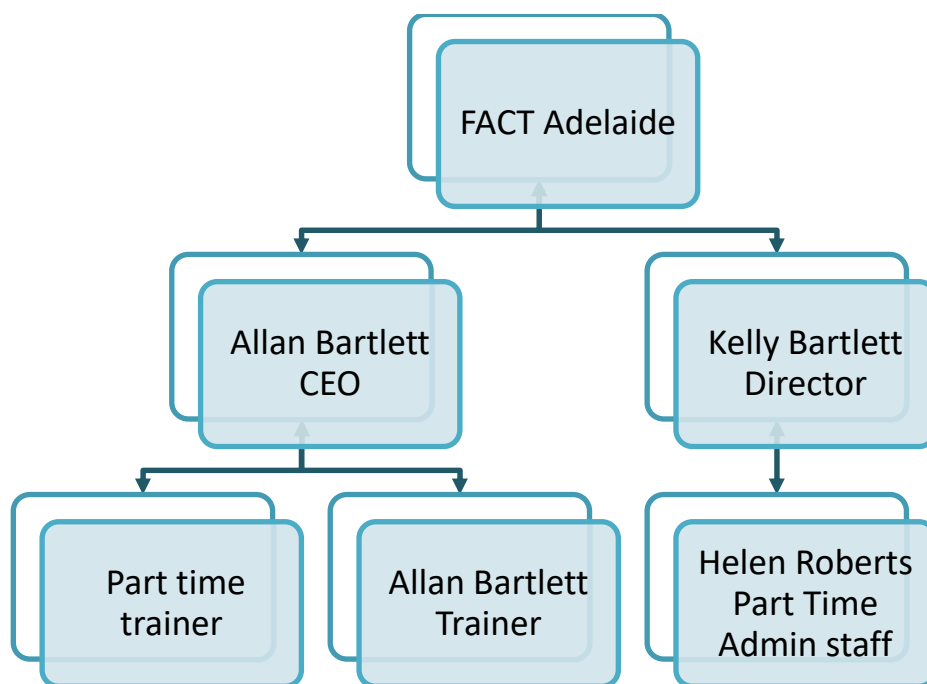 FACT Adelaide
Allan Bartlett
CEO
Kelly Bartlett
Director
Part time
trainer
Allan Bartlett
Trainer
Helen Roberts
Part Time
Admin staff